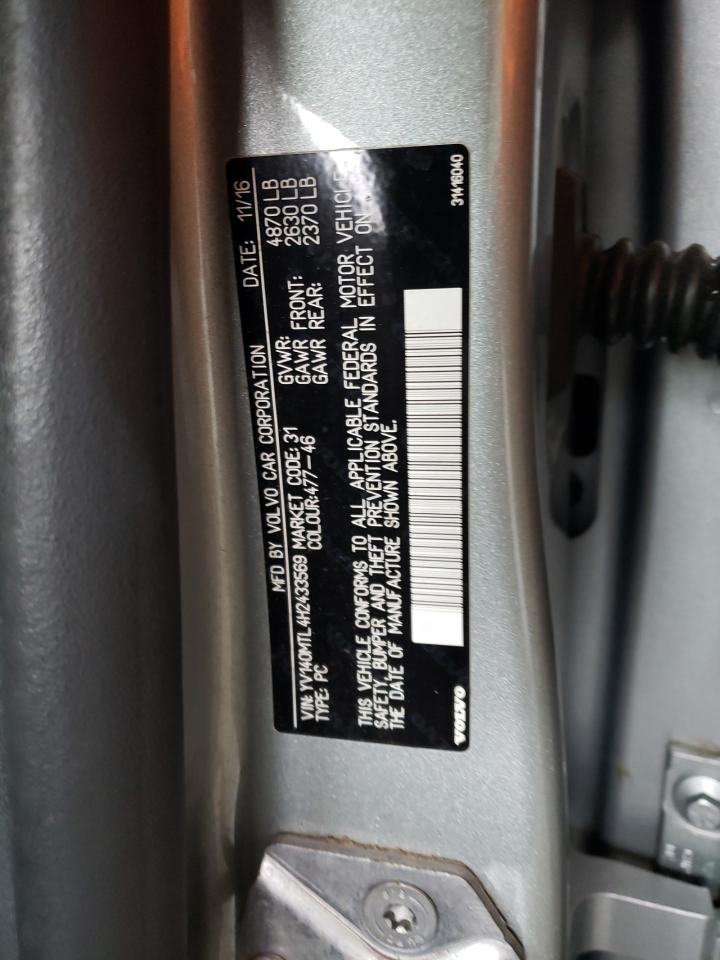 MFD BY VOLVO CAR CORPORATION DATE: 11/16
VIN: YV140MTL4H2433569 MARKET CODE: 31 GVWR: 4870 LB
TYPE: PC COLOUR: 477-46 GAWR FRONT: 2630 LB
GAWR REAR: 2370 LB
THIS VEHICLE CONFORMS TO ALL APPLICABLE FEDERAL MOTOR VEHICLE
SAFETY, BUMPER AND THEFT PREVENTION STANDARDS IN EFFECT ON
THE DATE OF MANUFACTURE SHOWN ABOVE.
VOLVO 31416040